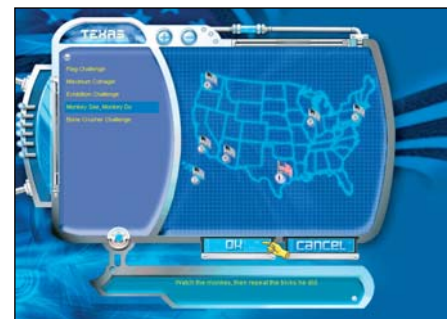 TEXAS
Flag Challenge
Maximum Carnage
Exhibition Challenge
Monkey See, Monkey Do
Stone Crusher Challenge
OK
CANCEL
Watch the monkey, then repeat the tricks he did.